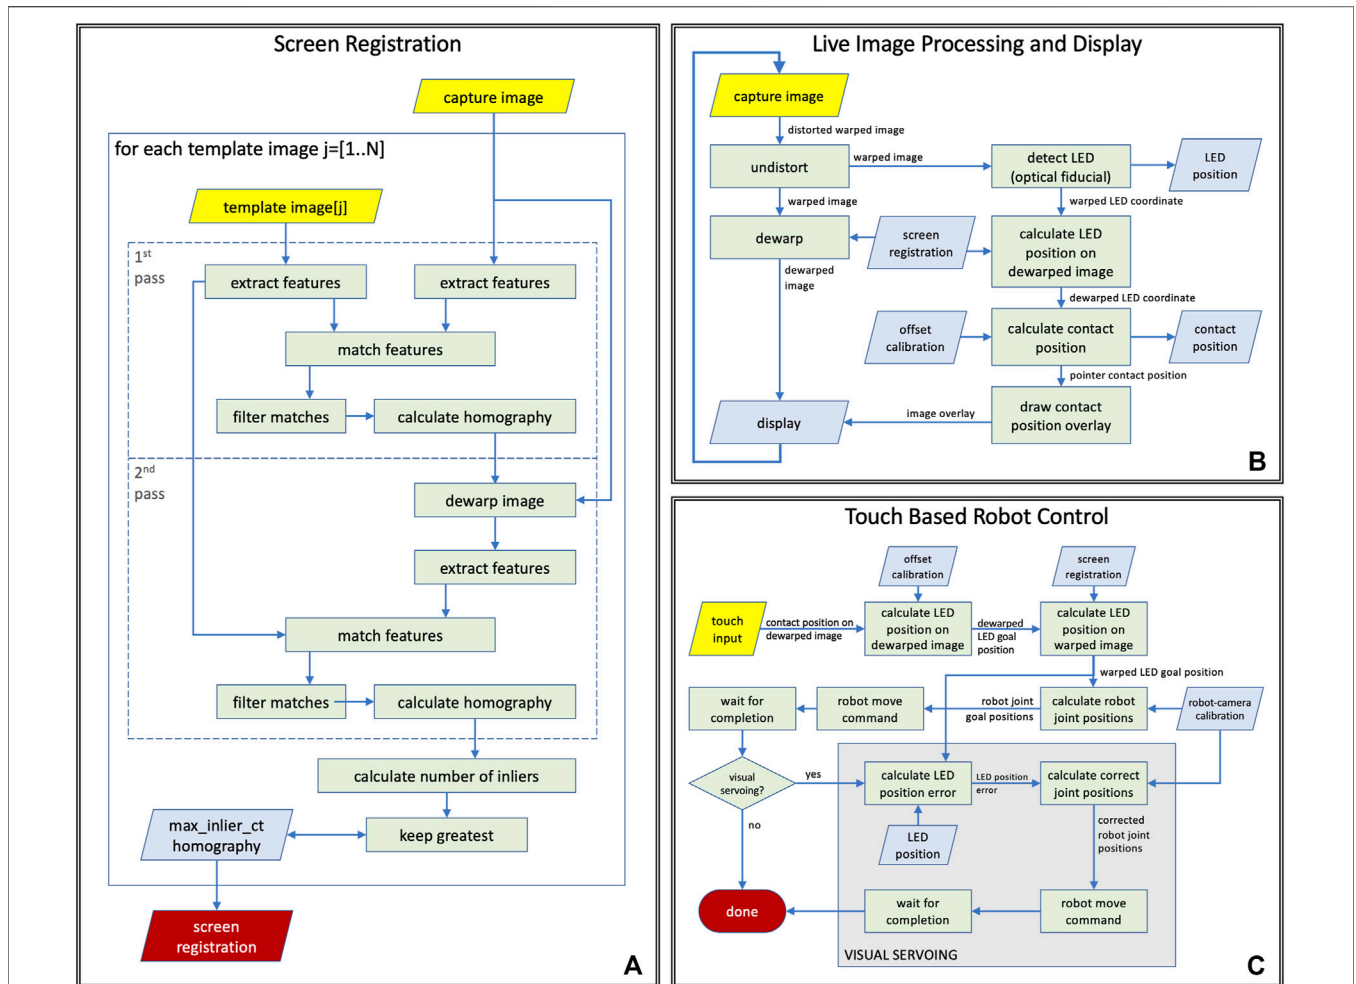 Screen Registration
capture image
for each template image j=[1..N]
template image[j]
1st
pass
extract features
extract features
match features
filter matches
calculate homography
2nd
pass
dewarp image
extract features
match features
filter matches
calculate homography
calculate number of inliers
max_inlier_ct
homography
keep greatest
screen
registration
A
Live Image Processing and Display
capture image
distorted warped image
undistort
warped image
detect LED
(optical fiducial)
LED
position
warped image
warped LED coordinate
dewarp
screen
registration
calculate LED
position on
dewarped image
dewarped
image
dewarped LED coordinate
offset
calibration
calculate contact
position
contact
position
pointer contact position
display
image overlay
draw contact
position overlay
B
Touch Based Robot Control
offset
calibration
screen
registration
touch
input
contact position on
dewarped image
calculate LED
position on
dewarped image
dewarped
LED goal
position
calculate LED
position on
warped image
warped LED goal position
wait for
completion
robot move
command
robot joint
goal positions
calculate robot
joint positions
robot-camera
calibration
visual
servoing?
yes
calculate LED
position error
LED position
error
calculate correct
joint positions
no
LED
position
corrected
robot joint
positions
done
wait for
completion
robot move
command
VISUAL SERVOING
C